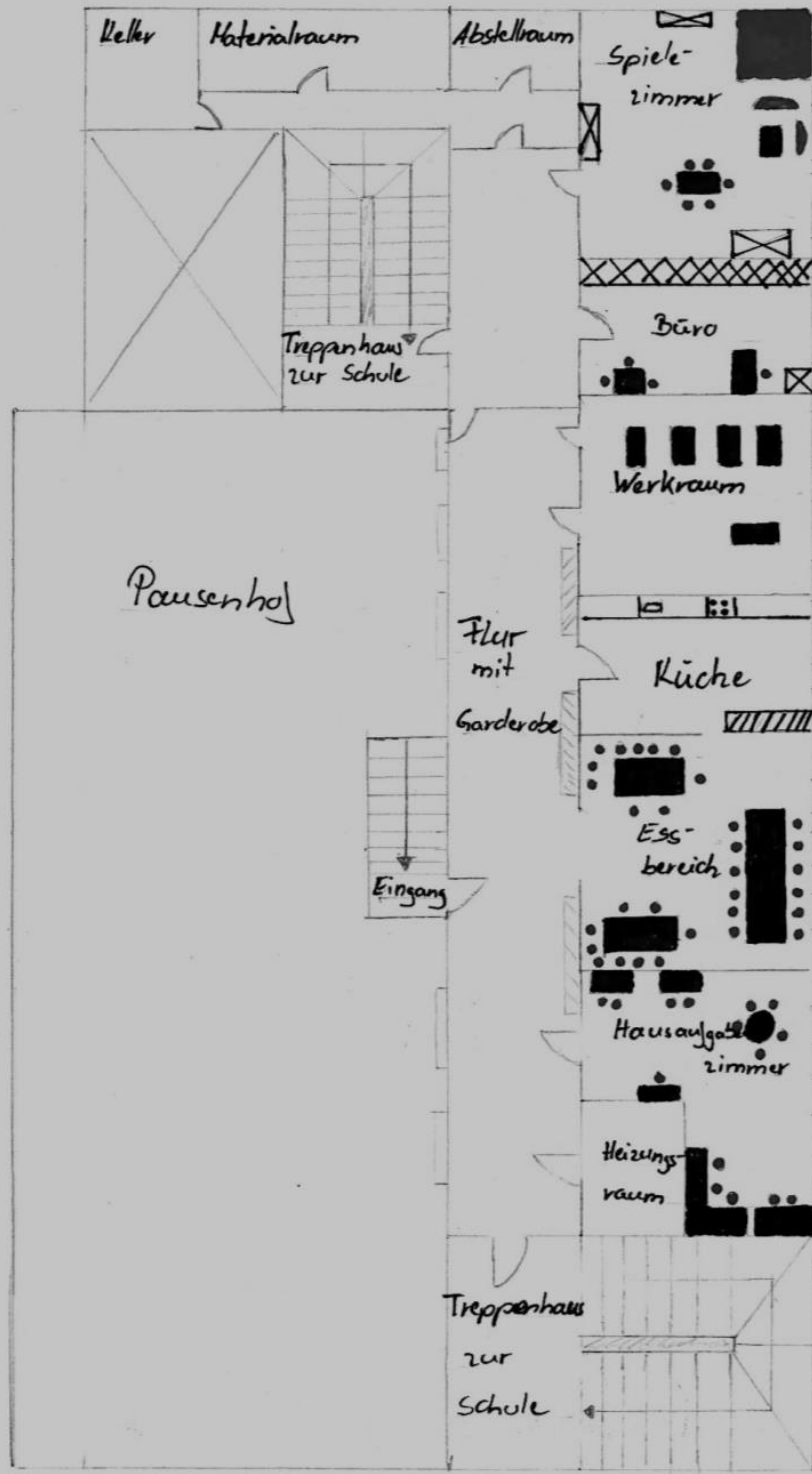 Keller
Materialraum
Abstellraum
Spiele-
zimmer
Treppenhaus
zur Schule
Büro
Werkraum
Pausenhof
Flur
mit
Garderobe
Küche
Ess-
bereich
Eingang
Hausaufgaben
zimmer
Heizungs-
raum
Treppenhaus
zur
Schule